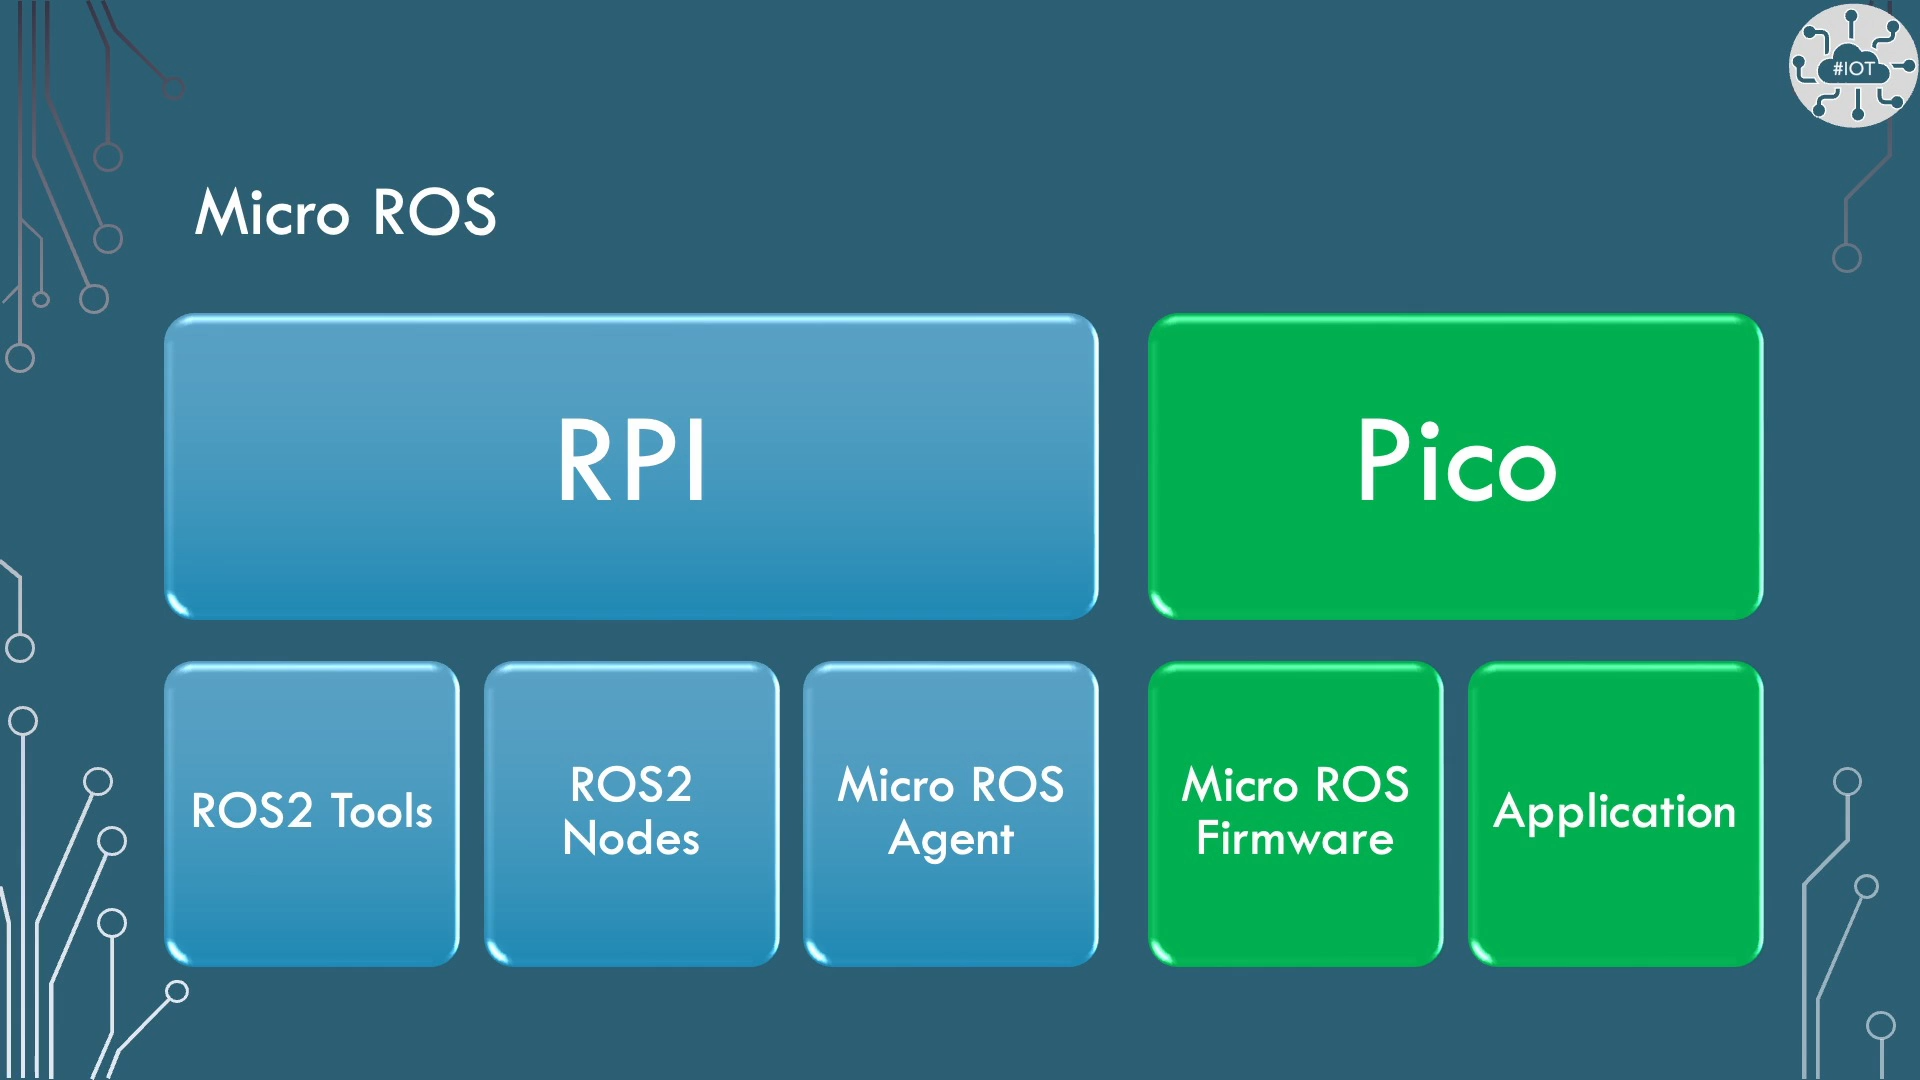 #IOT
Micro ROS
RPI
Pico
ROS2 Tools
ROS2
Nodes
Micro ROS
Agent
Micro ROS
Firmware
Application